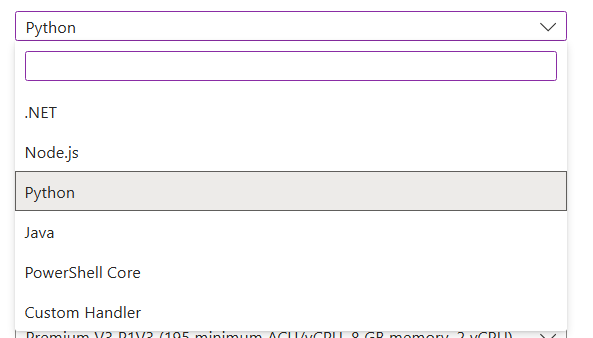 Python
.NET
Node.js
Python
Java
PowerShell Core
Custom Handler
Premium V3 P1V3 (195 minimum ACU/vCPU, 8 GB memory, 2 vCPU)